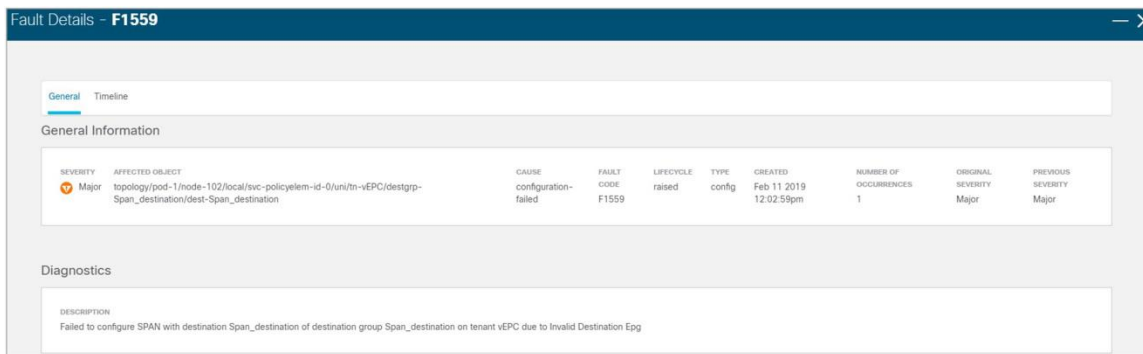 Fault Details - F1559
General Timeline
General Information
SEVERITY AFFECTED OBJECT CAUSE FAULT CODE LIFECYCLE TYPE CREATED NUMBER OF OCCURRENCES ORIGINAL SEVERITY PREVIOUS SEVERITY
Major topology/pod-1/node-102/local/svc-policyelem-id-0/uni/tn-vEPC/destgrp-Span_destination/dest-Span_destination configuration-failed F1559 raised config Feb 11 2019 12:02:59pm 1 Major Major
Diagnostics
DESCRIPTION
Failed to configure SPAN with destination Span_destination of destination group Span_destination on tenant vEPC due to Invalid Destination Epg